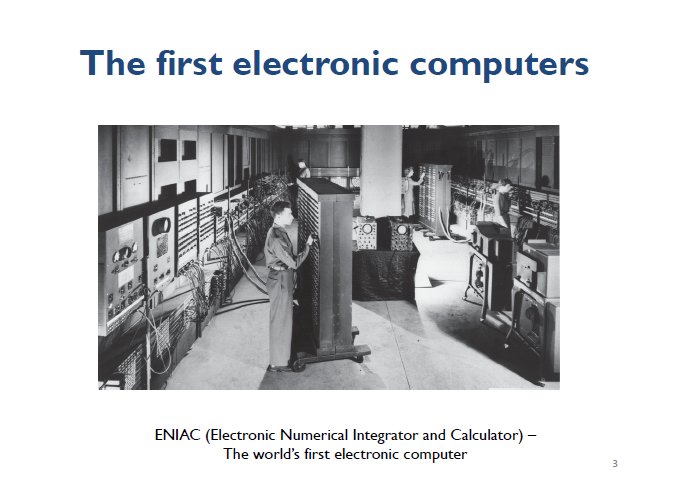 The first electronic computers
ENIAC (Electronic Numerical Integrator and Calculator) –
The world's first electronic computer
3